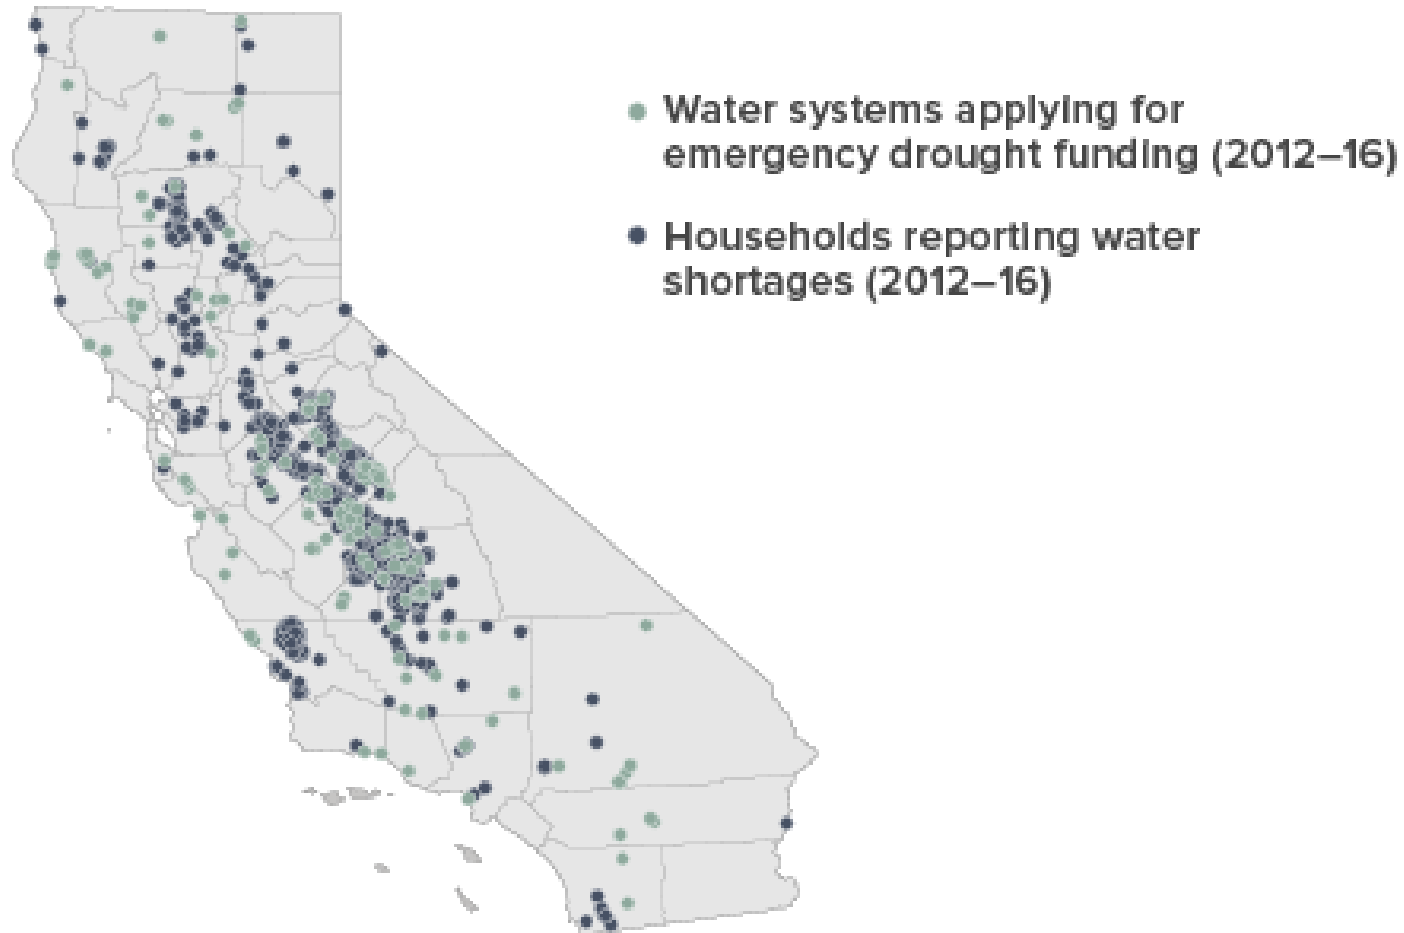 Water systems applying for
emergency drought funding (2012–16)
Households reporting water
shortages (2012–16)